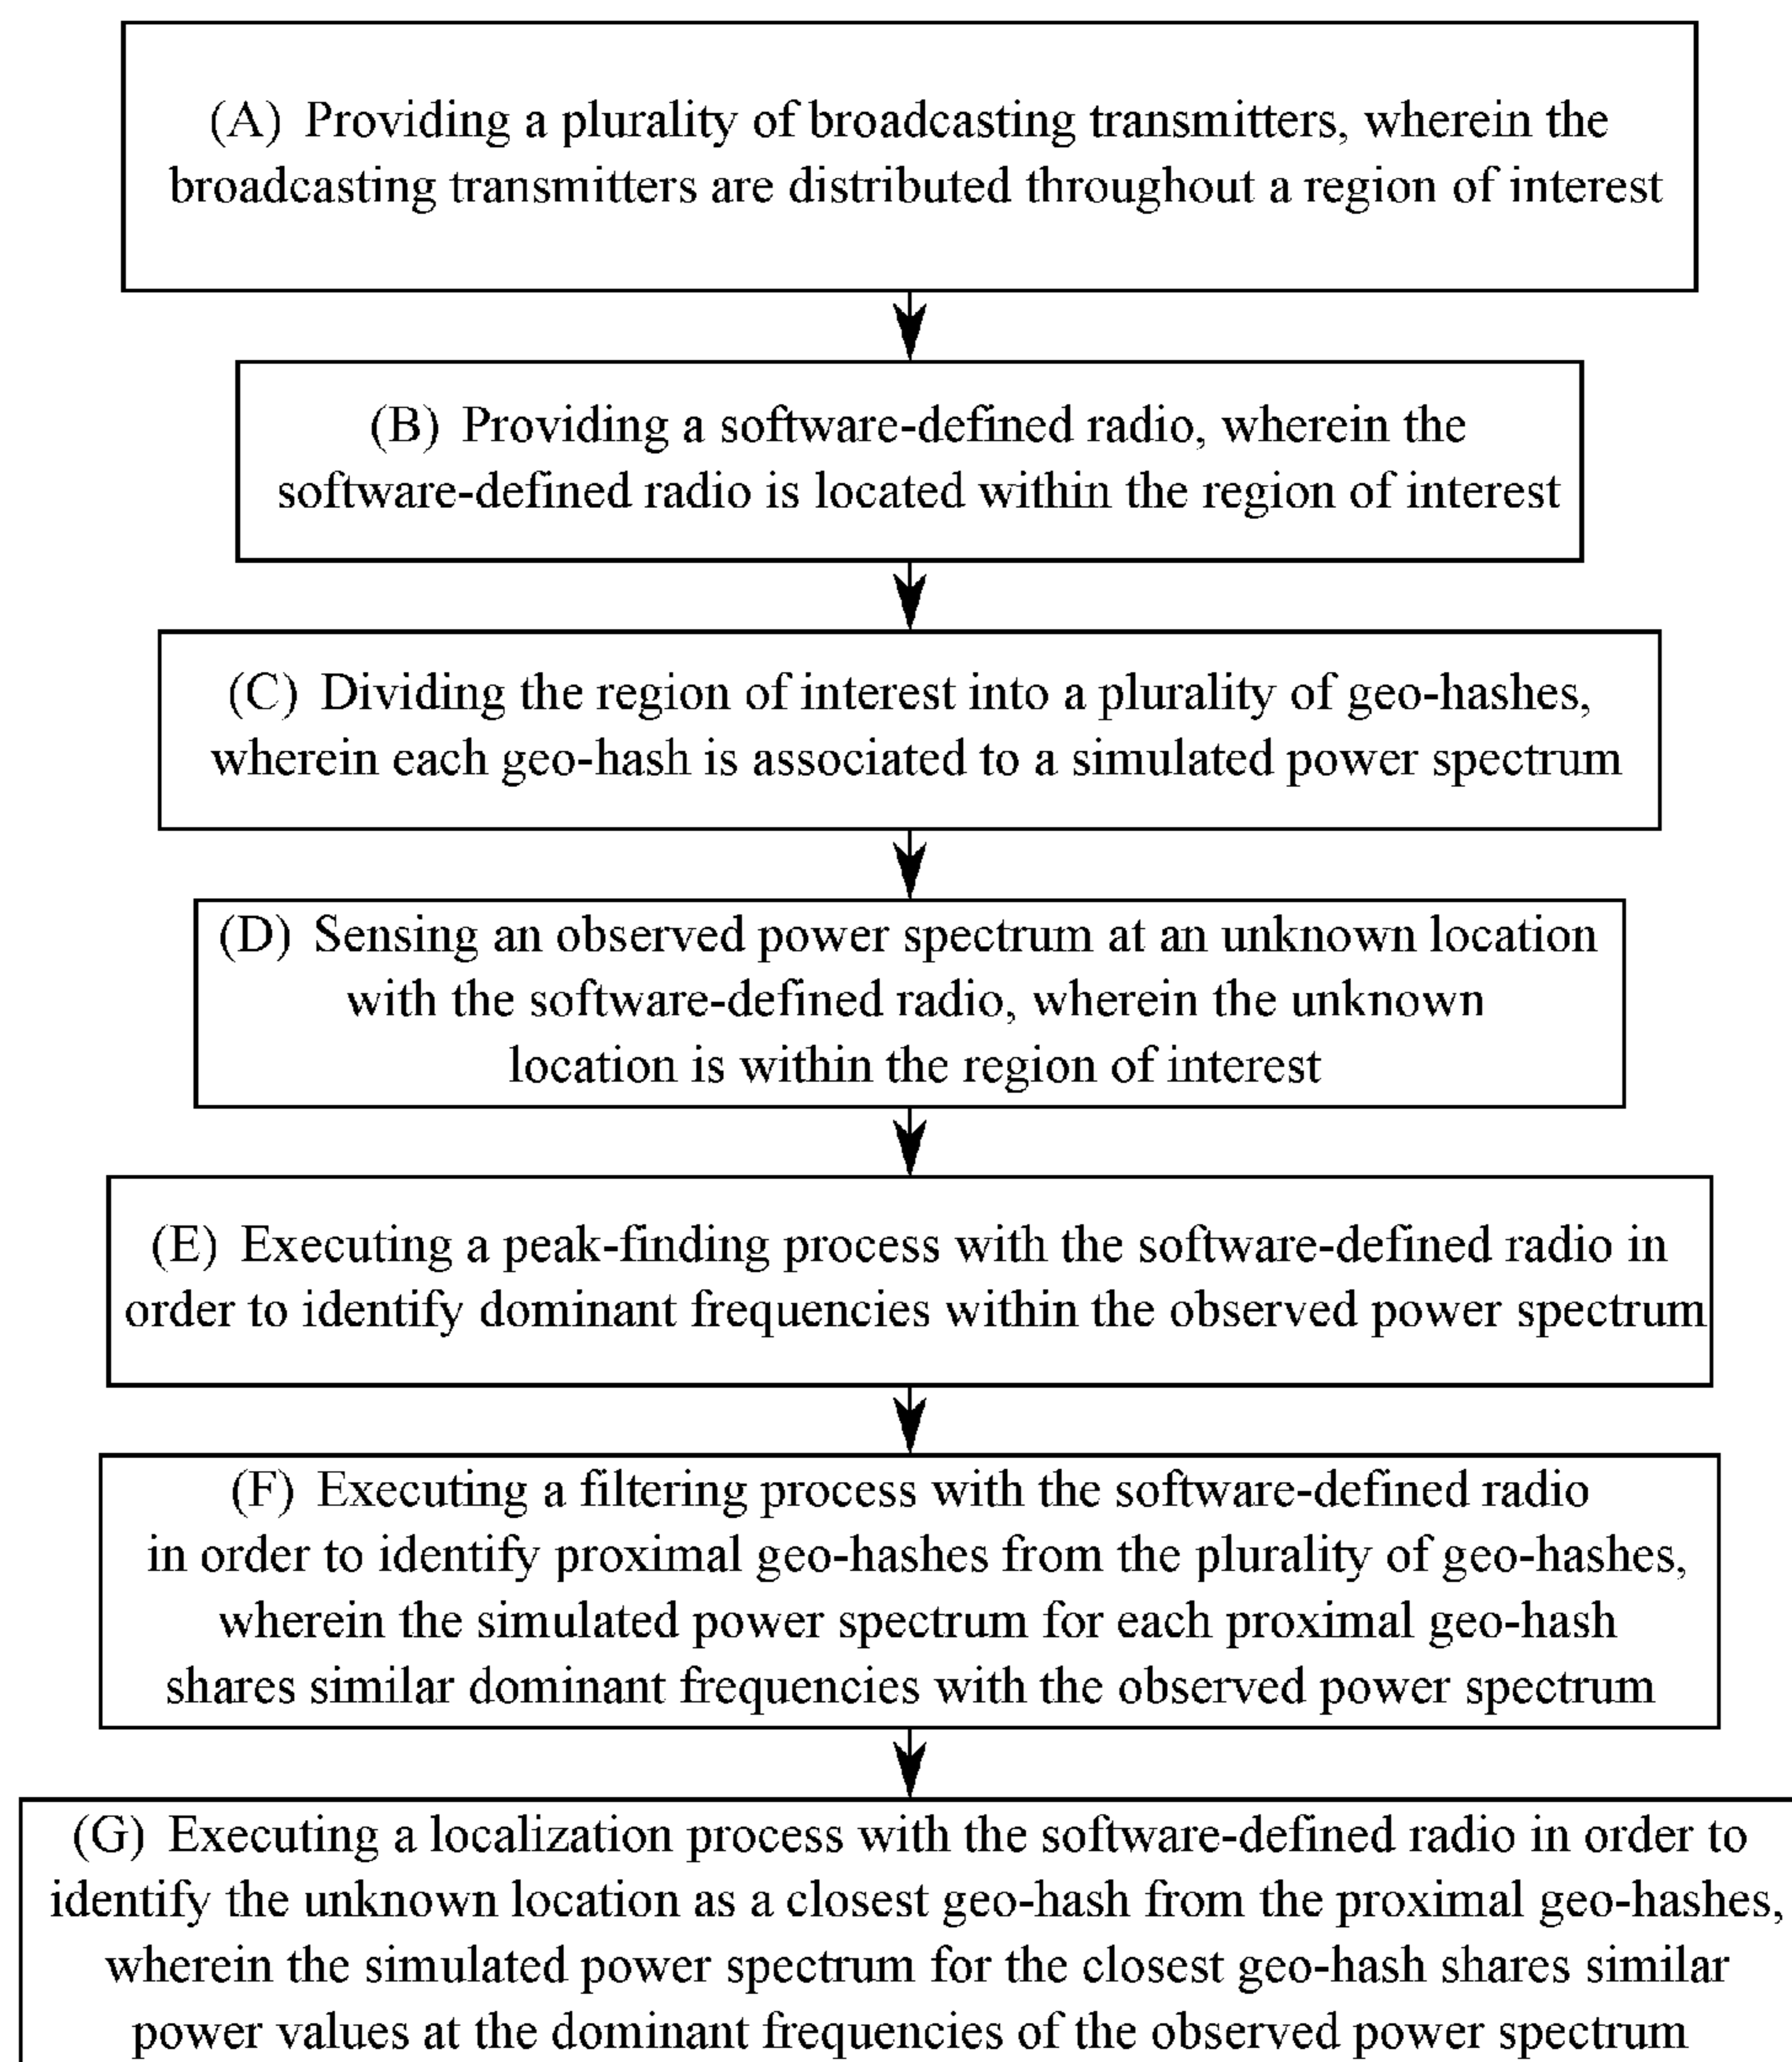 (A) Providing a plurality of broadcasting transmitters, wherein the
broadcasting transmitters are distributed throughout a region of interest
(B) Providing a software-defined radio, wherein the
software-defined radio is located within the region of interest
(C) Dividing the region of interest into a plurality of geo-hashes,
wherein each geo-hash is associated to a simulated power spectrum
(D) Sensing an observed power spectrum at an unknown location
with the software-defined radio, wherein the unknown
location is within the region of interest
(E) Executing a peak-finding process with the software-defined radio in
order to identify dominant frequencies within the observed power spectrum
(F) Executing a filtering process with the software-defined radio
in order to identify proximal geo-hashes from the plurality of geo-hashes,
wherein the simulated power spectrum for each proximal geo-hash
shares similar dominant frequencies with the observed power spectrum
(G) Executing a localization process with the software-defined radio in order to
identify the unknown location as a closest geo-hash from the proximal geo-hashes,
wherein the simulated power spectrum for the closest geo-hash shares similar
power values at the dominant frequencies of the observed power spectrum